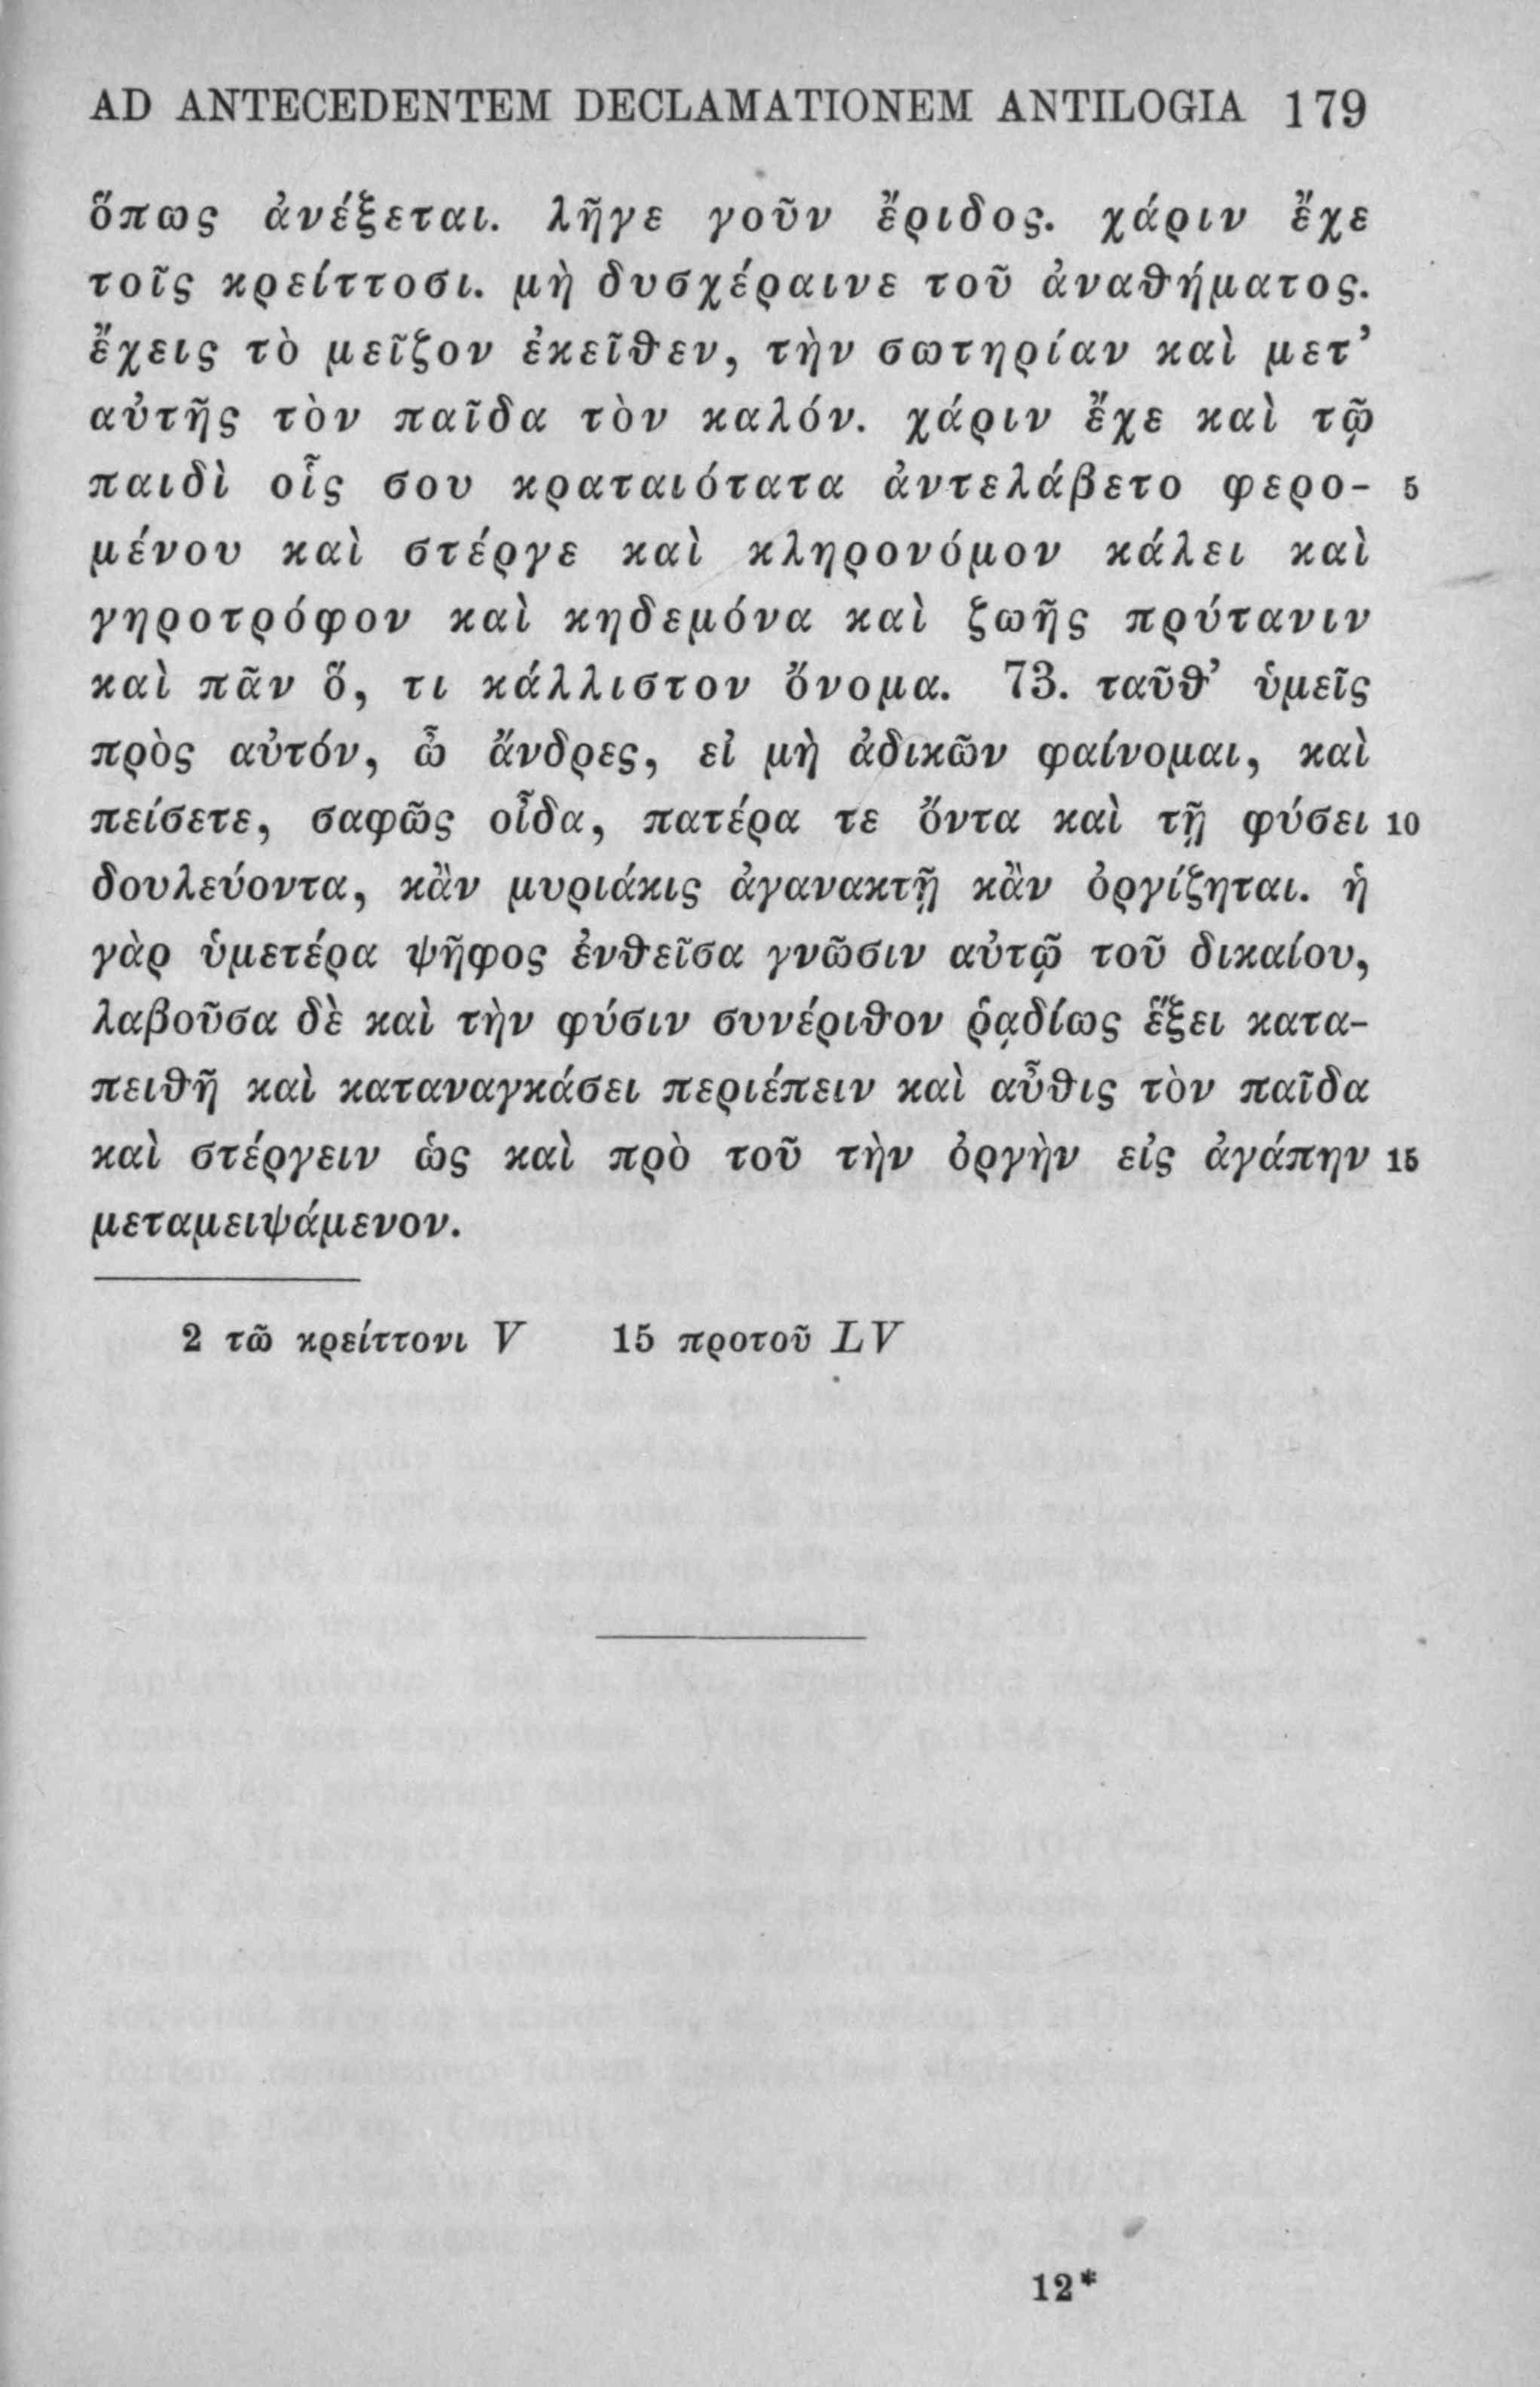 AD ANTECEDENTEM DECLAMATIONEM ANTILOGIA 179
ὅπως ἀνέξεται. λῆγε γοῦν ἔριδος. χάριν ἔχε
τοῖς κρείττοσι. μὴ δυσχέραινε τοῦ ἀναθήματος.
ἔχεις τὸ μεῖζον ἐκεῖθεν, τὴν σωτηρίαν καὶ μετ’
αὐτῆς τὸν παῖδα τὸν καλόν. χάριν ἔχε καὶ τῷ
παιδὶ οἷς σου κραταιότατα ἀντελάβετο φερο- 5
μένου καὶ στέργε καὶ κληρονόμον κάλει καὶ
γηροτρόφον καὶ κηδεμόνα καὶ ζωῆς πρύτανιν
καὶ πᾶν ὅ, τι κάλλιστον ὄνομα. 73. ταῦθ’ ὑμεῖς
πρὸς αὐτόν, ὦ ἄνδρες, εἰ μὴ ἀδικῶν φαίνομαι, καὶ
πείσετε, σαφῶς οἶδα, πατέρα τε ὄντα καὶ τῇ φύσει 10
δουλεύοντα, κἂν μυριάκις ἀγανακτῇ κἂν ὀργίζηται. ἡ
γὰρ ὑμετέρα ψῆφος ἐνθεῖσα γνῶσιν αὐτῷ τοῦ δικαίου,
λαβοῦσα δὲ καὶ τὴν φύσιν συνέριθον ῥᾳδίως ἕξει κατα-
πειθῆ καὶ καταναγκάσει περιέπειν καὶ αὖθις τὸν παῖδα
καὶ στέργειν ὡς καὶ πρὸ τοῦ τὴν ὀργὴν εἰς ἀγάπην 15
μεταμειψάμενον.
2 τῶ κρείττονι V 15 προτοῦ LV
12*